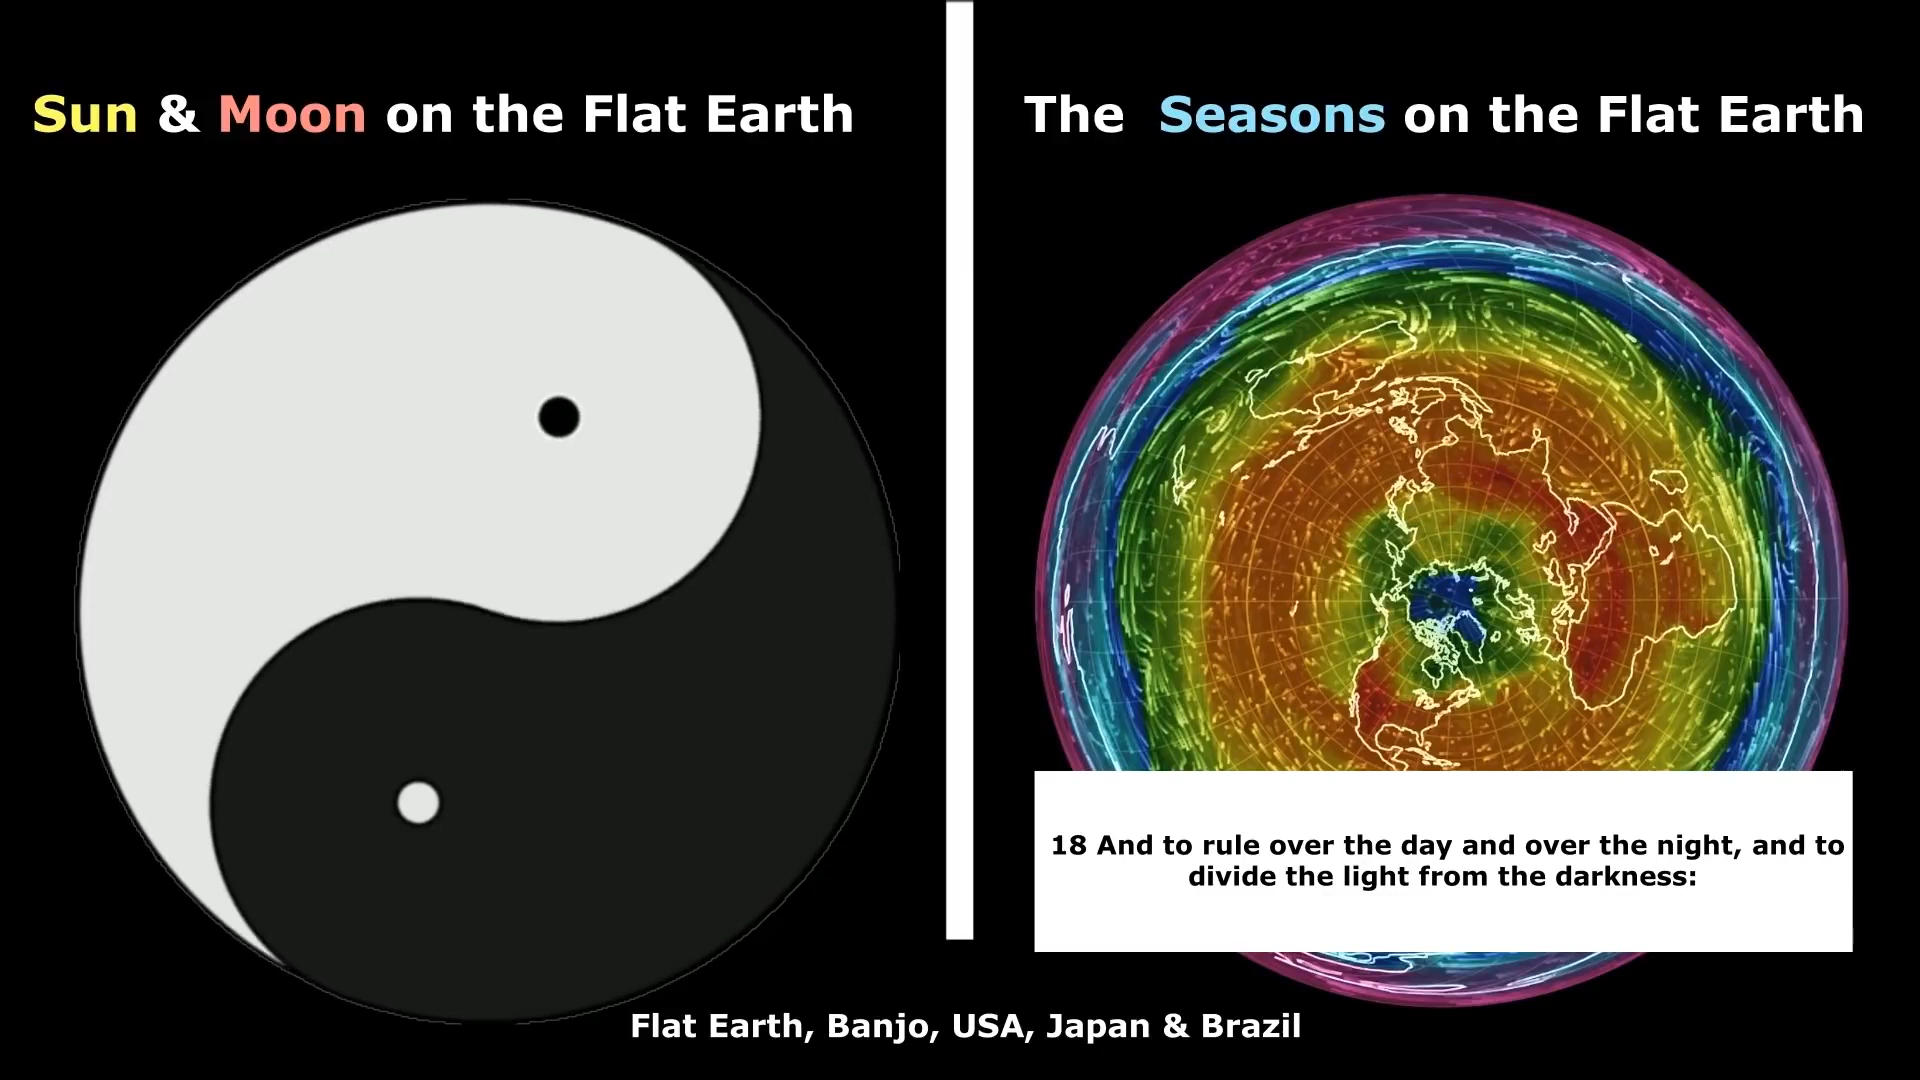 Sun & Moon on the Flat Earth
The Seasons on the Flat Earth
18 And to rule over the day and over the night, and to
divide the light from the darkness:
Flat Earth, Banjo, USA, Japan & Brazil